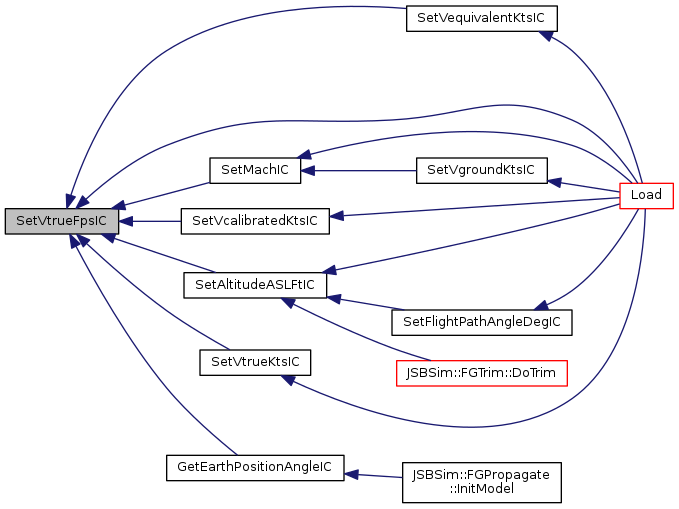 SetVequivalentKtsIC
SetMachIC
SetVgroundKtsIC
Load
SetVtrueFpsIC
SetVcalibratedKtsIC
SetAltitudeASLFtIC
SetFlightPathAngleDegIC
SetVtrueKtsIC
JSBSim::FGTrim::DoTrim
GetEarthPositionAngleIC
JSBSim::FGPropagate
::InitModel